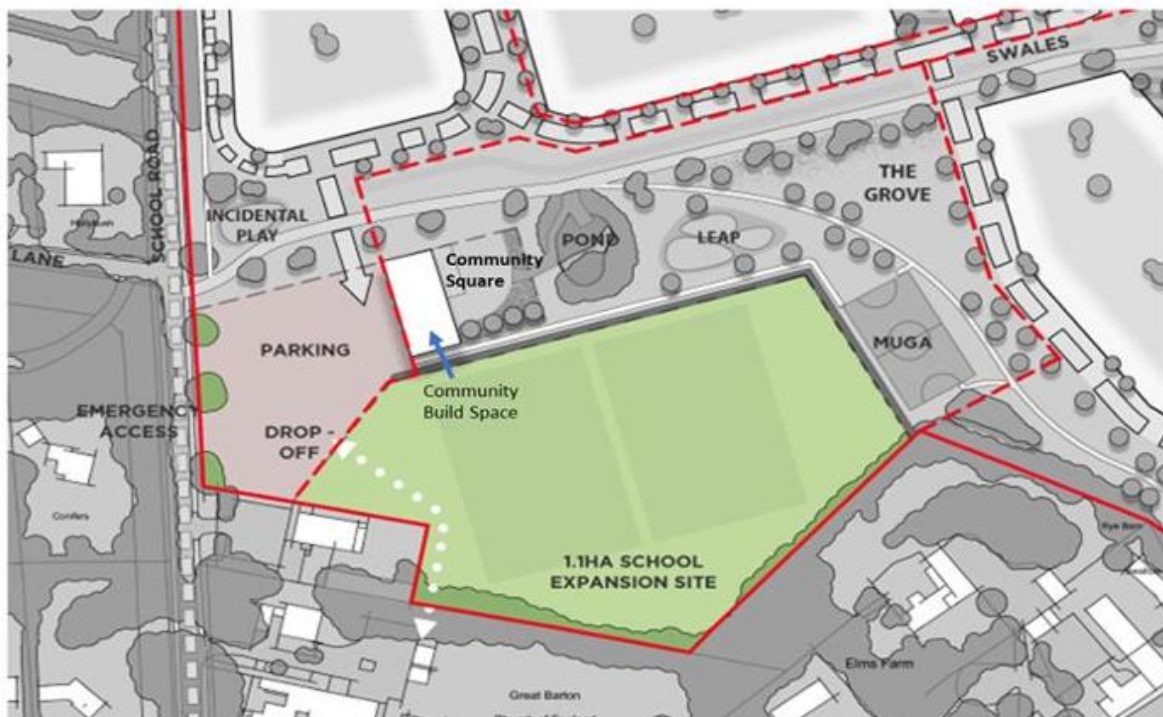 SWALES
SCHOOL ROAD
THE
GROVE
INCIDENTAL
PLAY
POND
LEAP
LANE
Community
Square
PARKING
MUGA
Community
Build Space
EMERGENCY
ACCESS
DROP -
OFF
Conifers
1.1HA SCHOOL
EXPANSION SITE
Elms Farm
Great Barton